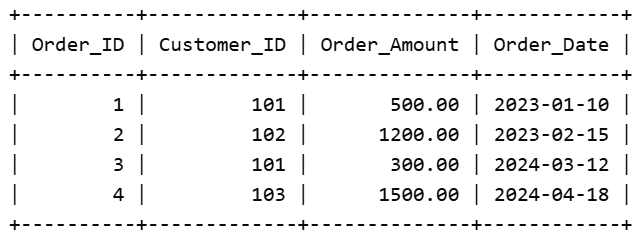 +----------+-------------+--------------+------------+
| Order_ID | Customer_ID | Order_Amount | Order_Date |
+----------+-------------+--------------+------------+
|        1 |         101 |       500.00 | 2023-01-10 |
|        2 |         102 |      1200.00 | 2023-02-15 |
|        3 |         101 |       300.00 | 2024-03-12 |
|        4 |         103 |      1500.00 | 2024-04-18 |
+----------+-------------+--------------+------------+